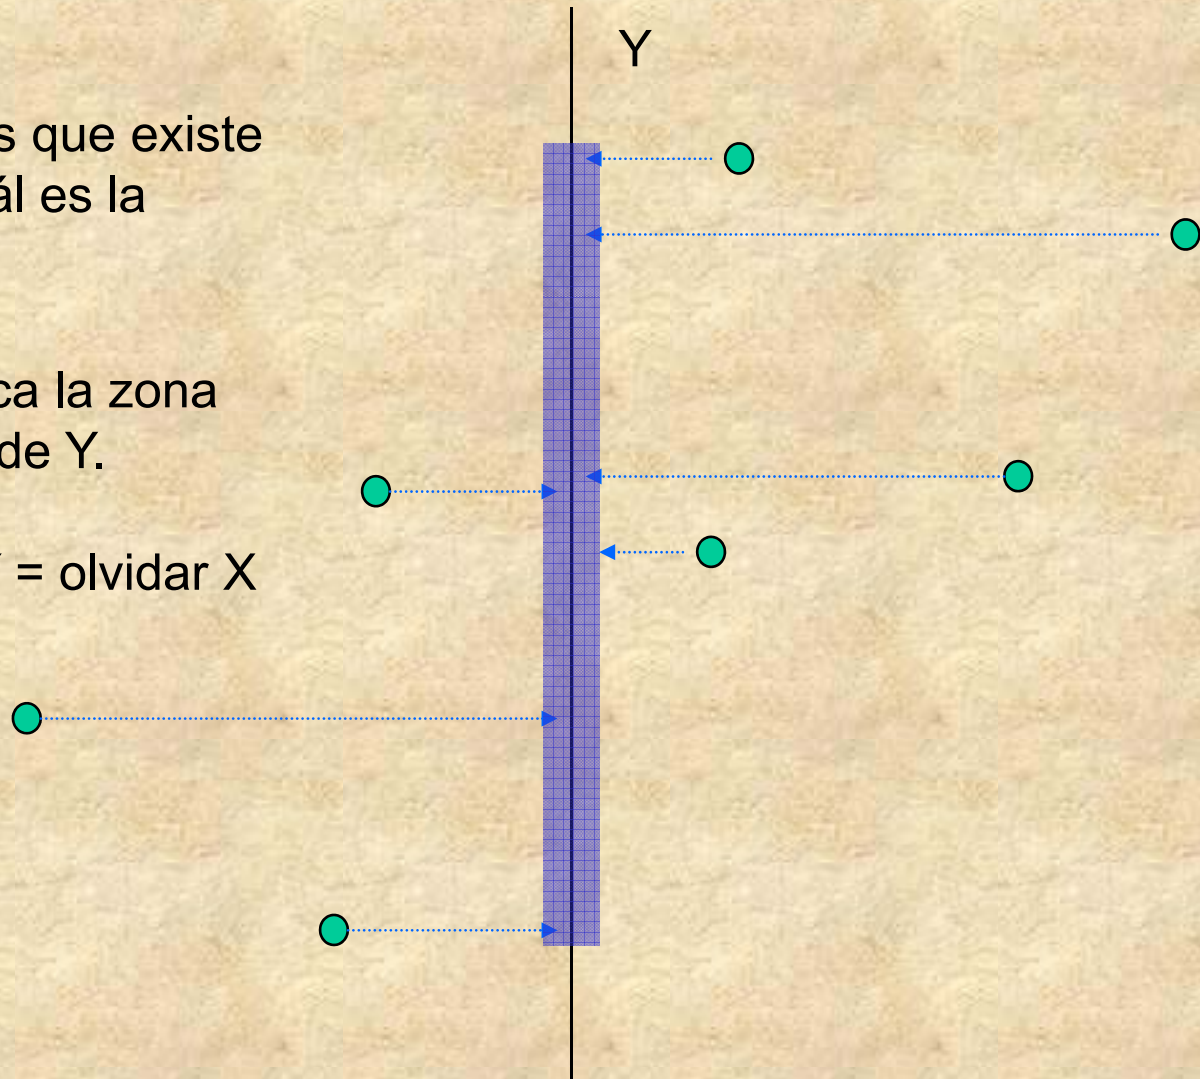 Y
s que existe
ál es la
ca la zona
de Y.
Y = olvidar X